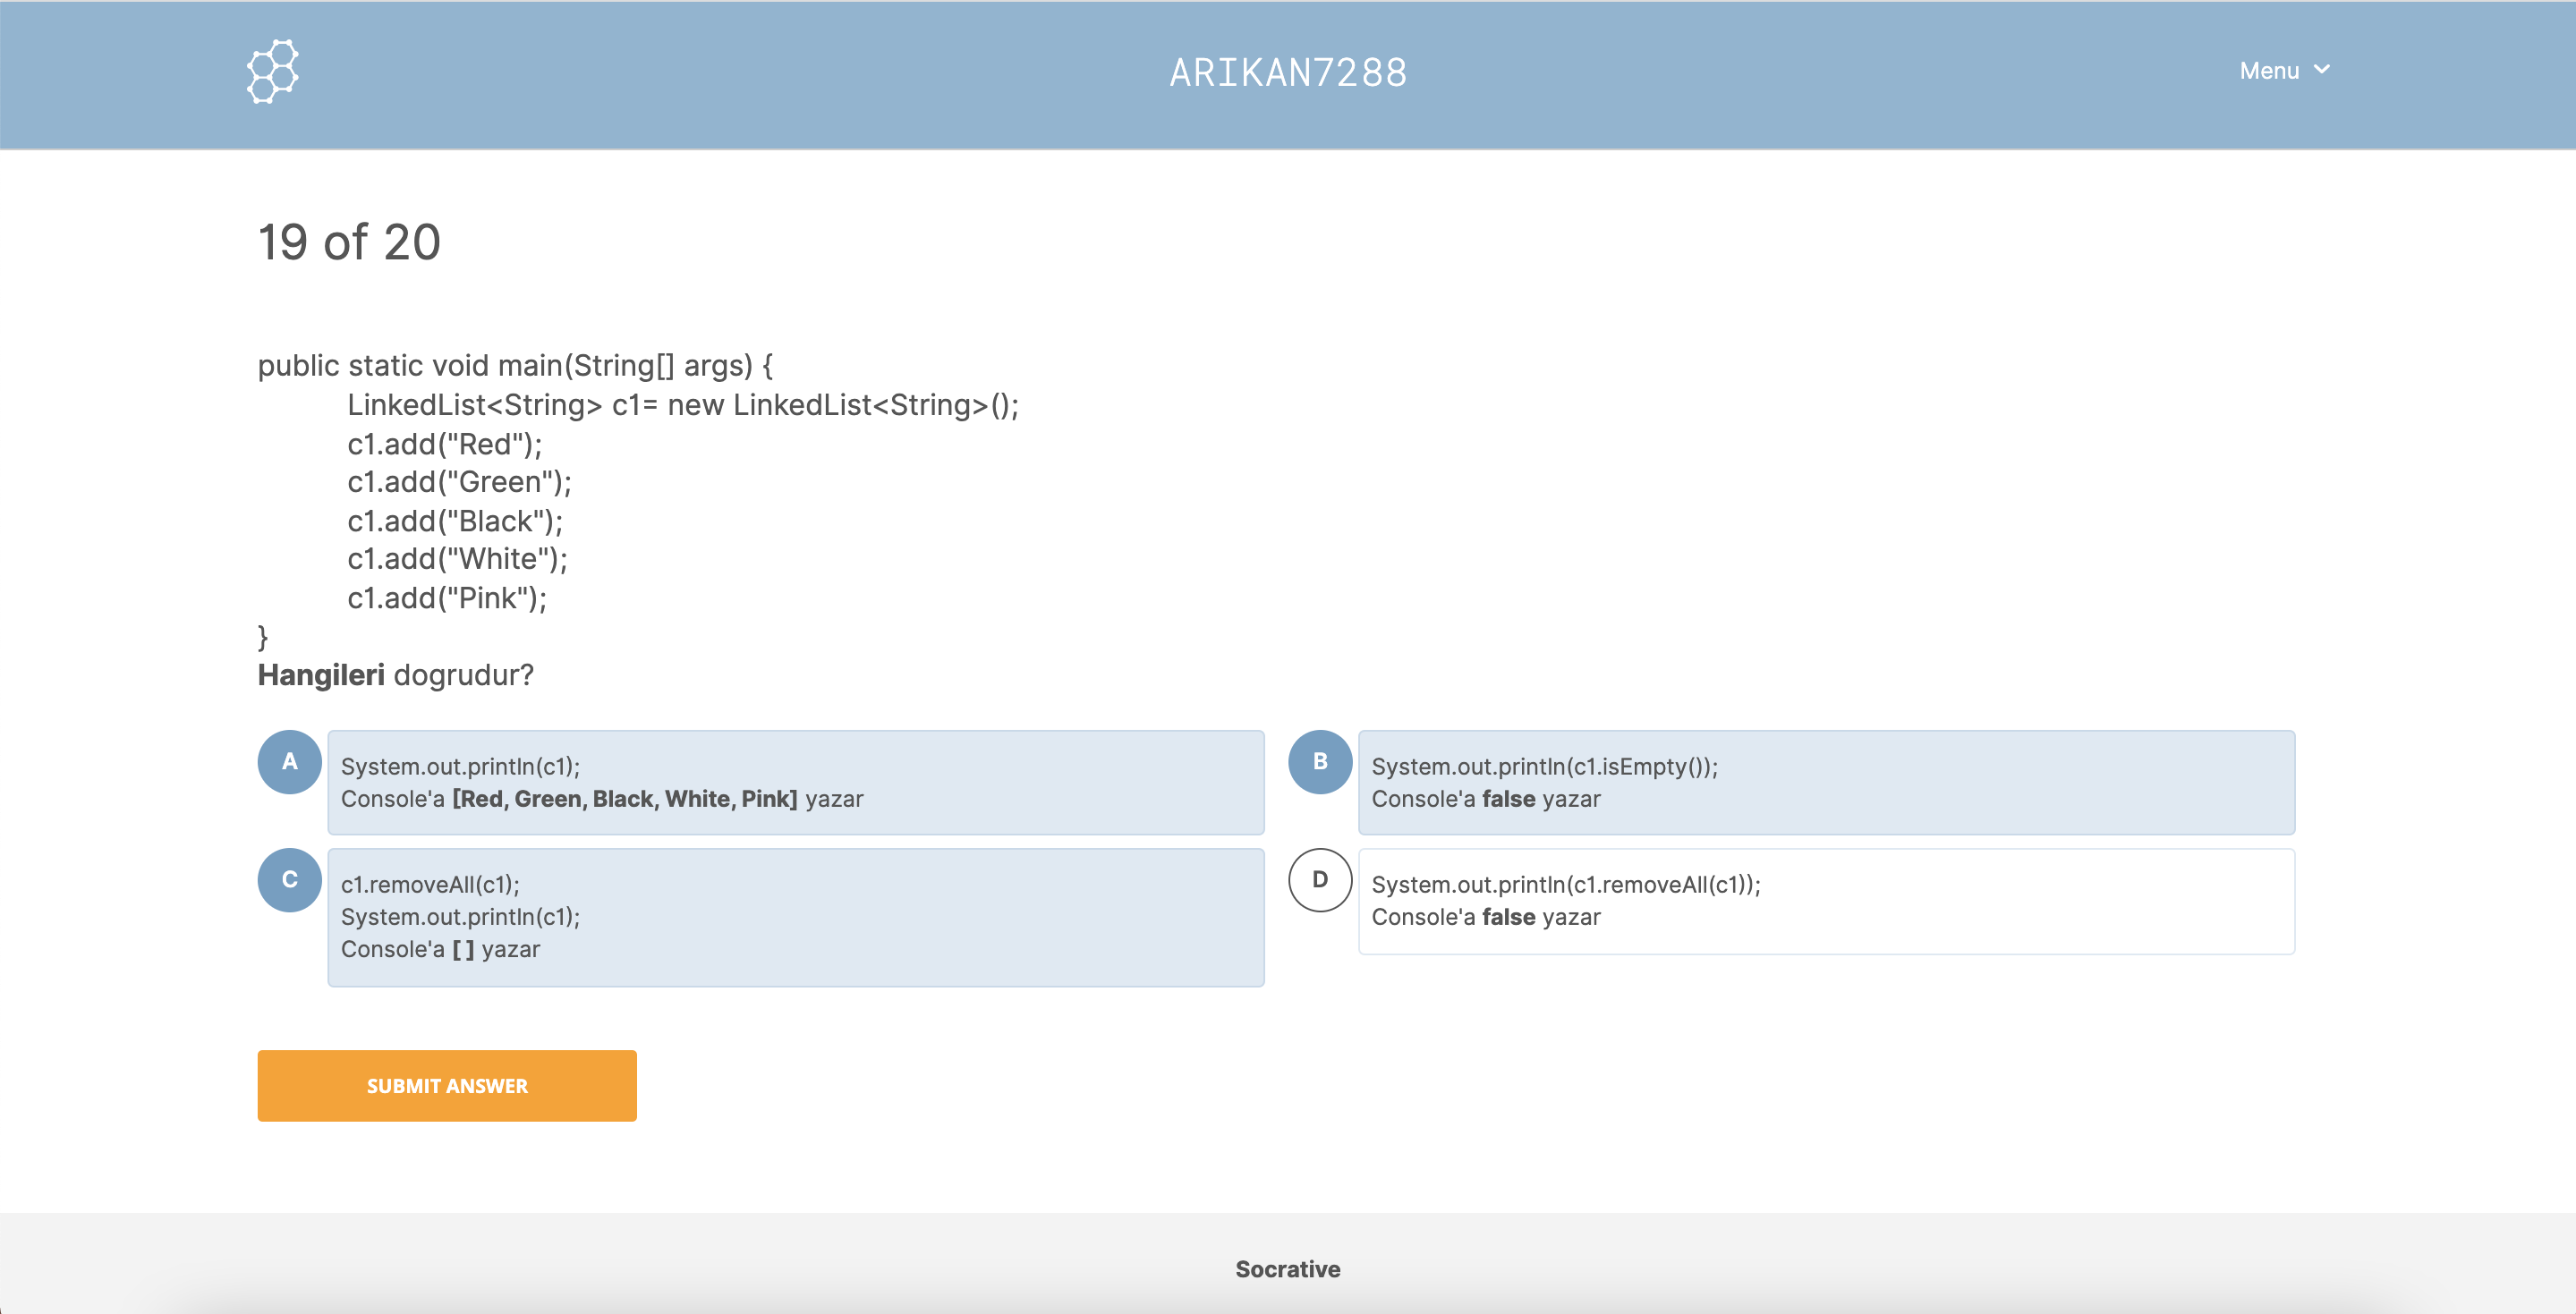 ARIKAN7288
Menu
19 of 20
public static void main(String[] args) {
LinkedList<String> c1= new LinkedList<String>();
c1.add("Red");
c1.add("Green");
c1.add("Black");
c1.add("White");
c1.add("Pink");
}
Hangileri dogrudur?
A
System.out.println(c1);
Console'a [Red, Green, Black, White, Pink] yazar
B
System.out.println(c1.isEmpty());
Console'a false yazar
C
c1.removeAll(c1);
System.out.println(c1);
Console'a [ ] yazar
D
System.out.println(c1.removeAll(c1));
Console'a false yazar
SUBMIT ANSWER
Socrative